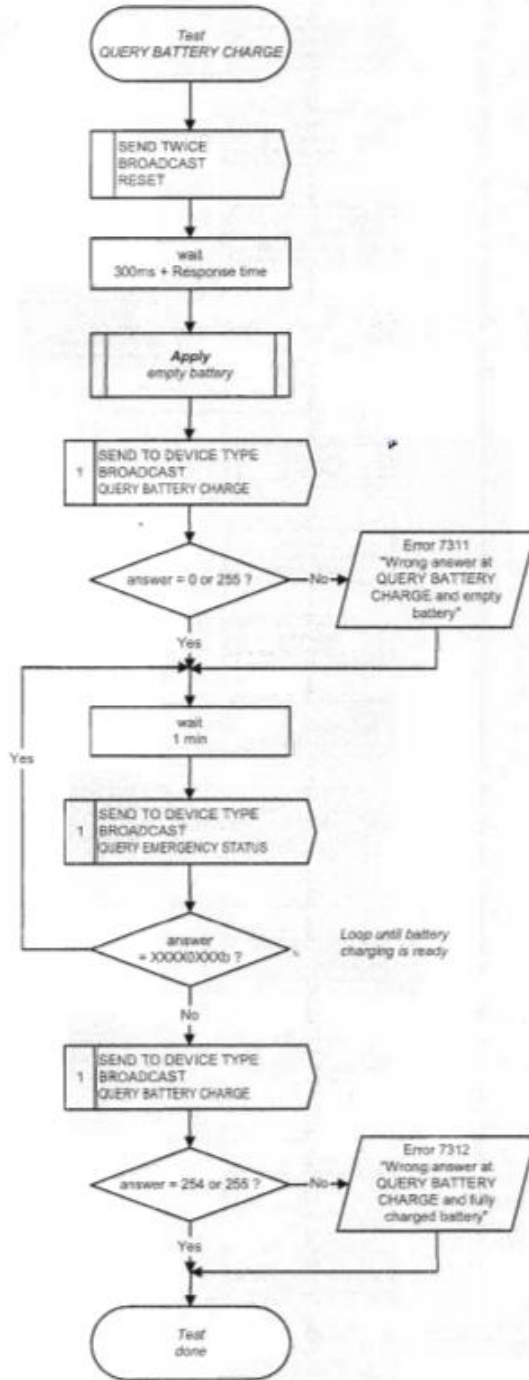 Test
QUERY BATTERY CHARGE
SEND TWICE
BROADCAST
RESET
wait
300ms + Response time
Apply
empty battery
1
SEND TO DEVICE TYPE
BROADCAST
QUERY BATTERY CHARGE
answer = 0 or 255 ?
No
Error 7311
"Wrong answer at
QUERY BATTERY
CHARGE and empty
battery"
Yes
wait
1 min
Yes
1
SEND TO DEVICE TYPE
BROADCAST
QUERY EMERGENCY STATUS
answer
= XXXX0XXXb ?
Loop until battery
charging is ready
No
1
SEND TO DEVICE TYPE
BROADCAST
QUERY BATTERY CHARGE
answer = 254 or 255 ?
No
Error 7312
"Wrong answer at
QUERY BATTERY
CHARGE and fully
charged battery"
Yes
Test
done